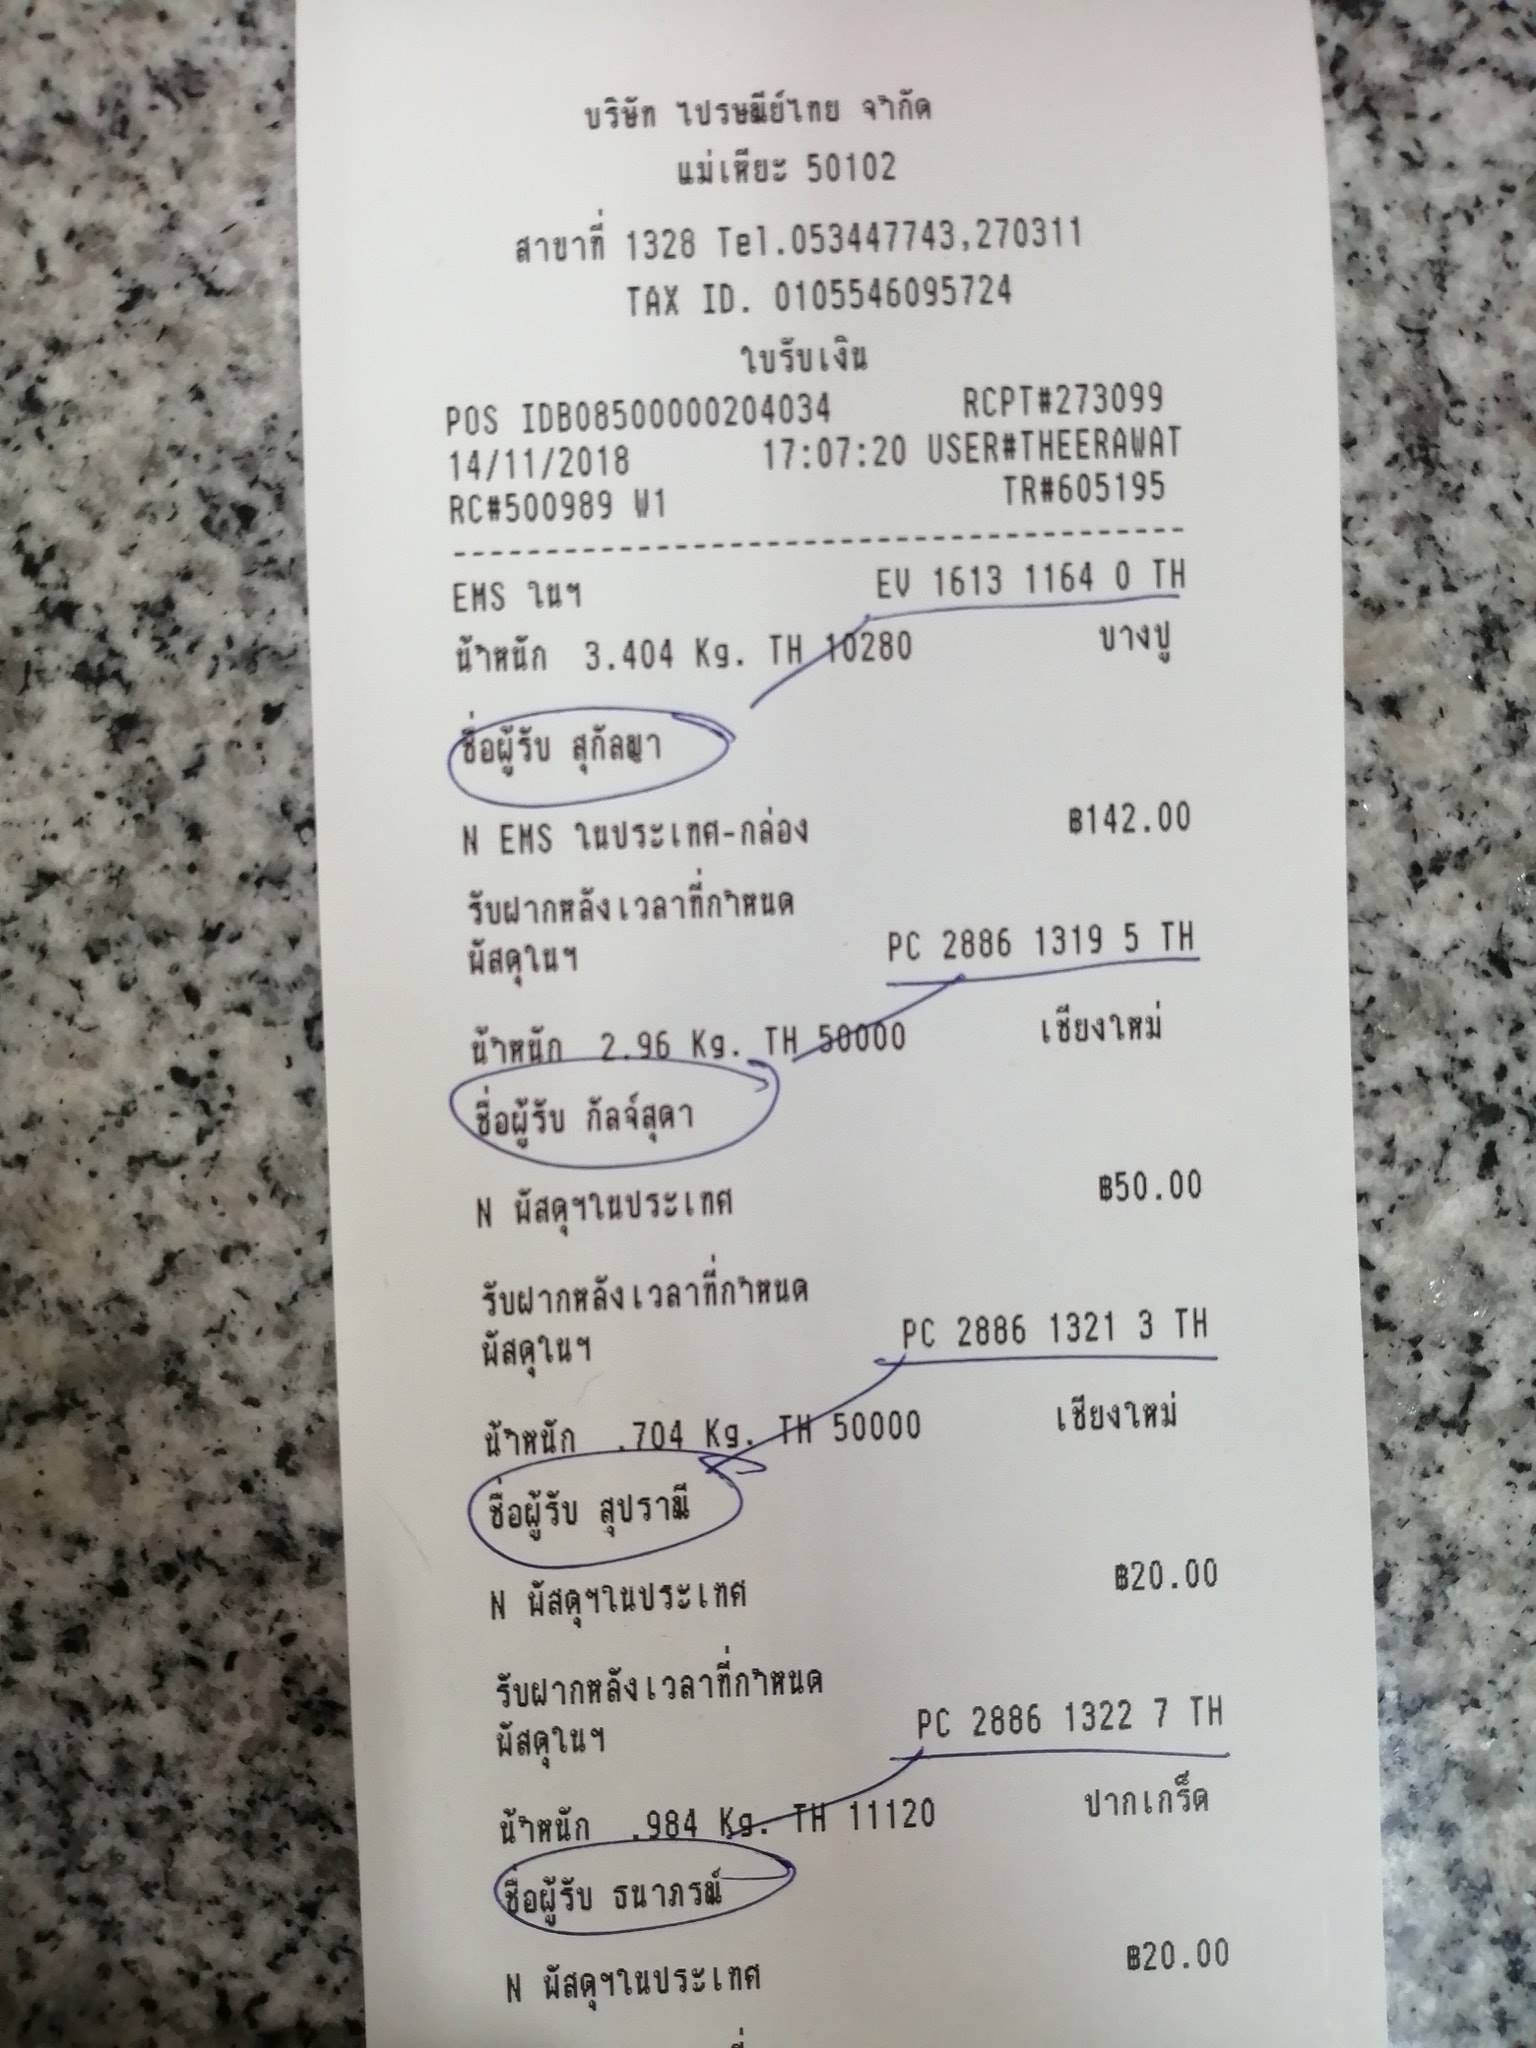 บริษัท ไปรษณีย์ไทย จำกัด
แม่เหียะ 50102
สาขาที่ 1328 Tel.053447743,270311
TAX ID. 0105546095724
ใบรับเงิน
POS IDB08500000204034 RCPT#273099
14/11/2018 17:07:20 USER#THEERAWAT
RC#500989 W1 TR#605195
----------------------------------------
EMS ในฯ EV 1613 1164 0 TH
น้ำหนัก 3.404 Kg. TH 10280 บางปู
ชื่อผู้รับ สุกัลยา
N EMS ในประเทศ-กล่อง ฿142.00
รับฝากหลังเวลาที่กำหนด
พัสดุในฯ PC 2886 1319 5 TH
น้ำหนัก 2.96 Kg. TH 50000 เชียงใหม่
ชื่อผู้รับ กัลจ์สุดา
N พัสดุฯในประเทศ ฿50.00
รับฝากหลังเวลาที่กำหนด
พัสดุในฯ PC 2886 1321 3 TH
น้ำหนัก .704 Kg. TH 50000 เชียงใหม่
ชื่อผู้รับ สุปราณี
N พัสดุฯในประเทศ ฿20.00
รับฝากหลังเวลาที่กำหนด
พัสดุในฯ PC 2886 1322 7 TH
น้ำหนัก .984 Kg. TH 11120 ปากเกร็ด
ชื่อผู้รับ ธนาภรณ์
N พัสดุฯในประเทศ ฿20.00